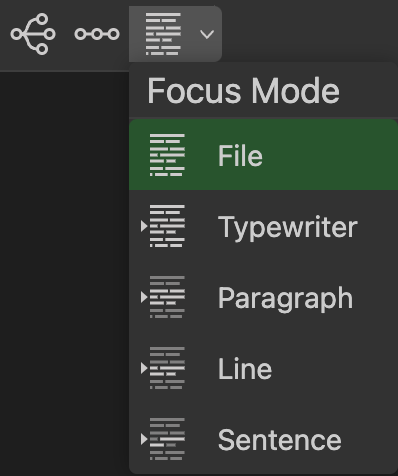 Focus Mode
File
Typewriter
Paragraph
Line
Sentence